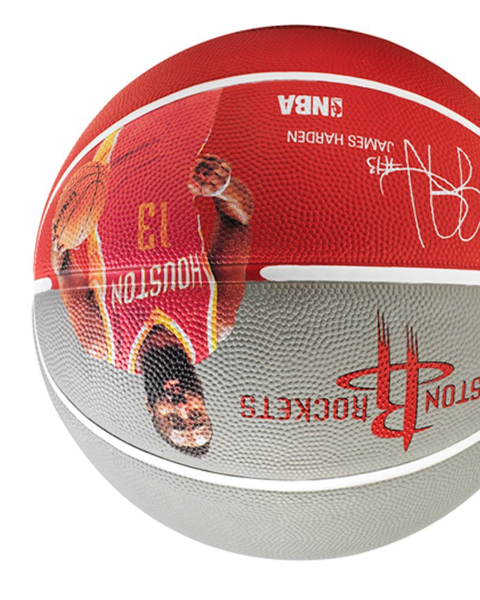 STON R ROCKETS
HOUSTON
13
#13
JAMES HARDEN
NBA